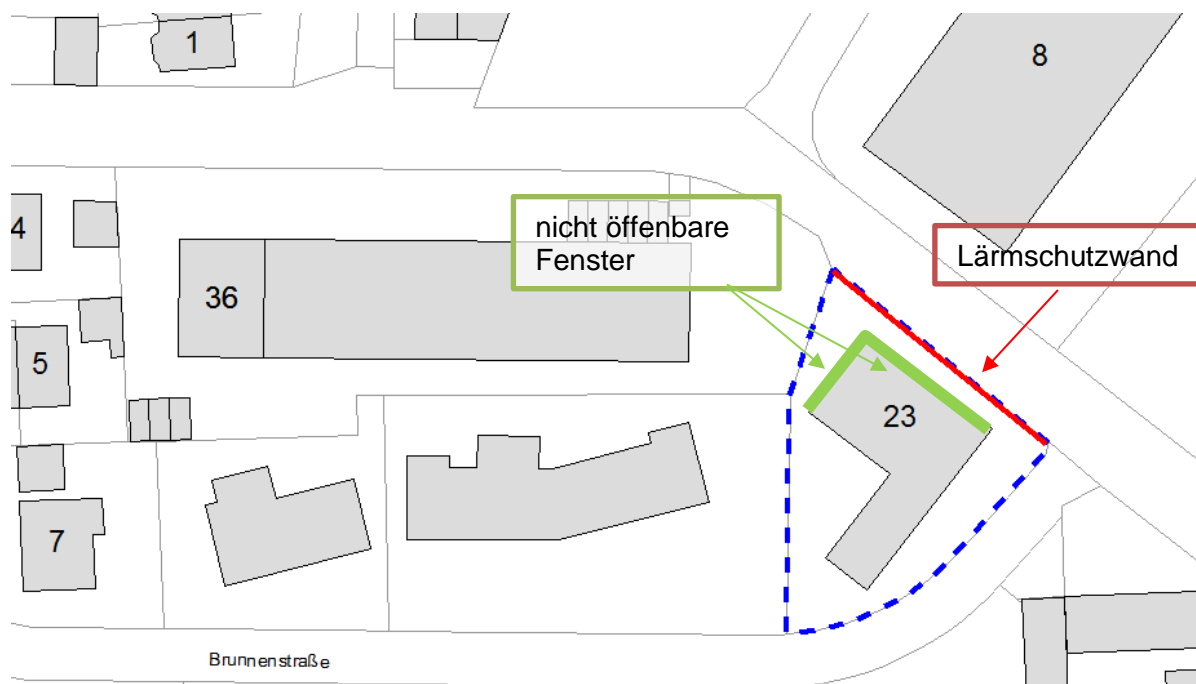 1
8
nicht öffenbare
Fenster
Lärmschutzwand
4
36
5
23
7
Brunnenstraße